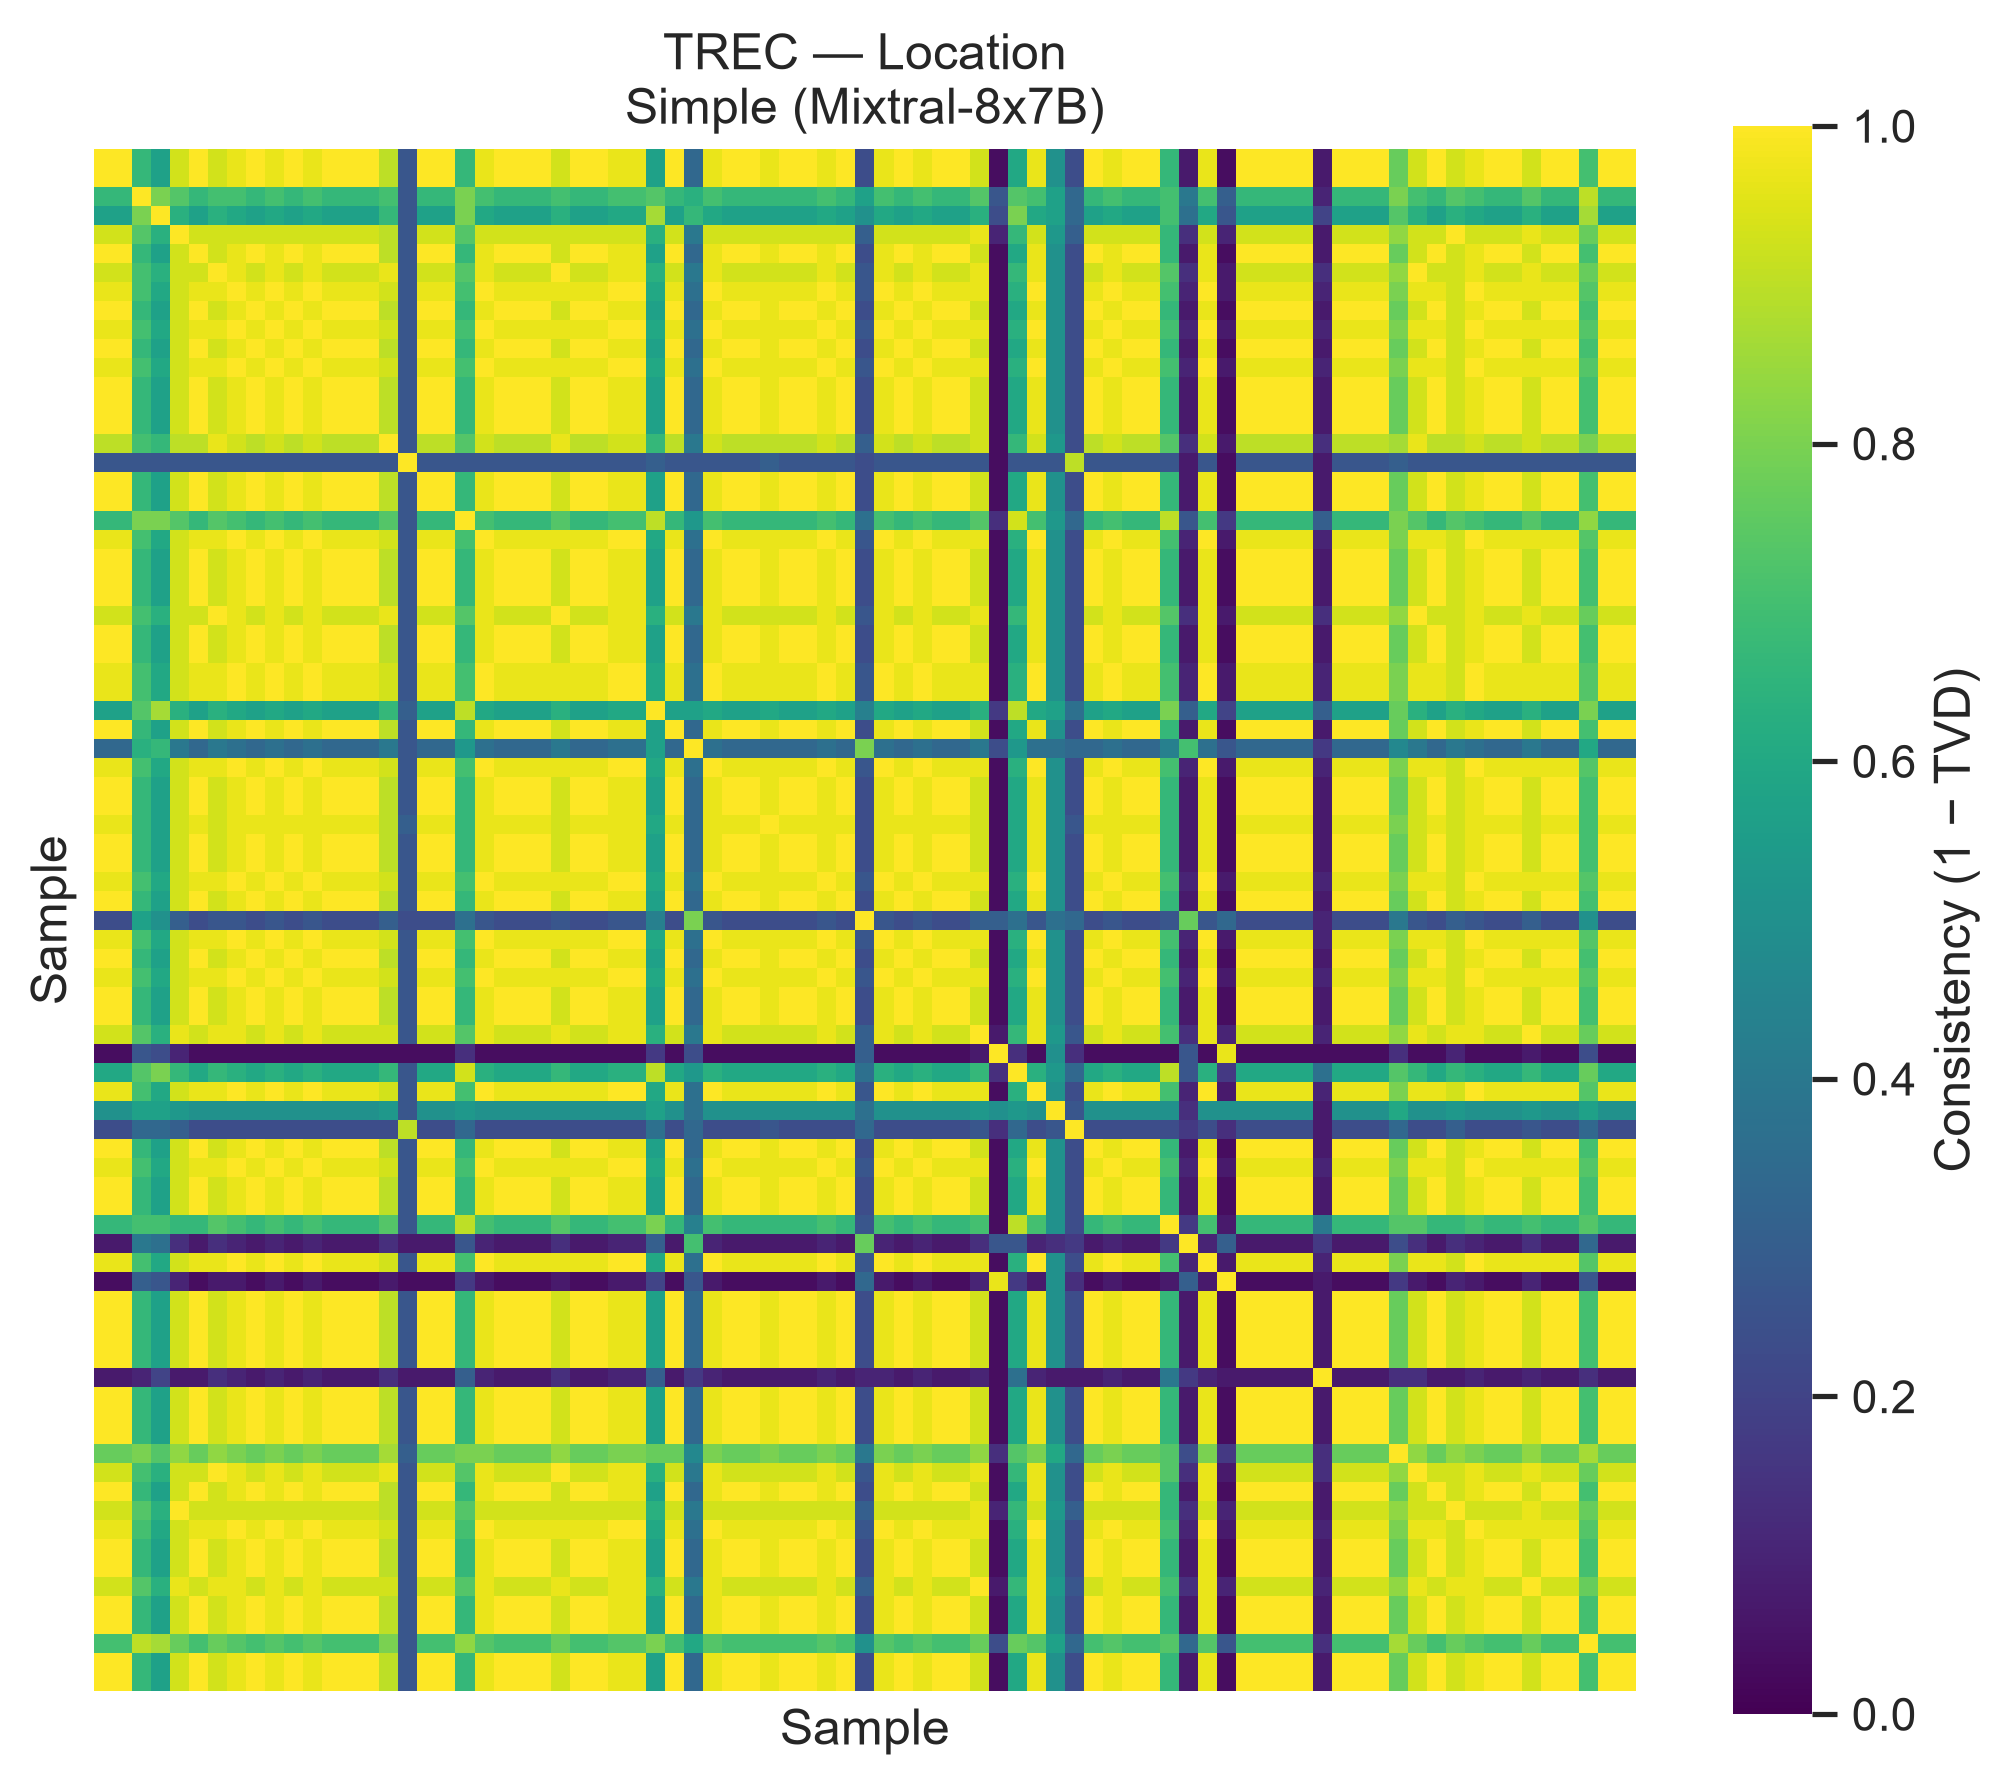 TREC — Location
Simple (Mixtral-8x7B)
Sample
Sample
1.0
0.8
0.6
0.4
0.2
0.0
Consistency (1 − TVD)